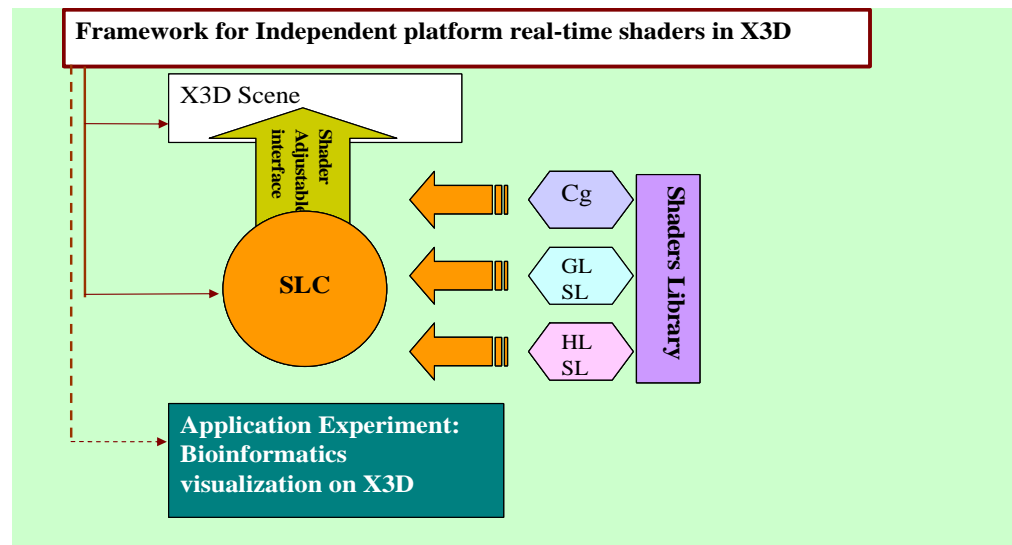 Framework for Independent platform real-time shaders in X3D
X3D Scene
Shader
Adjustable
interface
Cg
GL
SL
HL
SL
Shaders Library
SLC
Application Experiment:
Bioinformatics
visualization on X3D